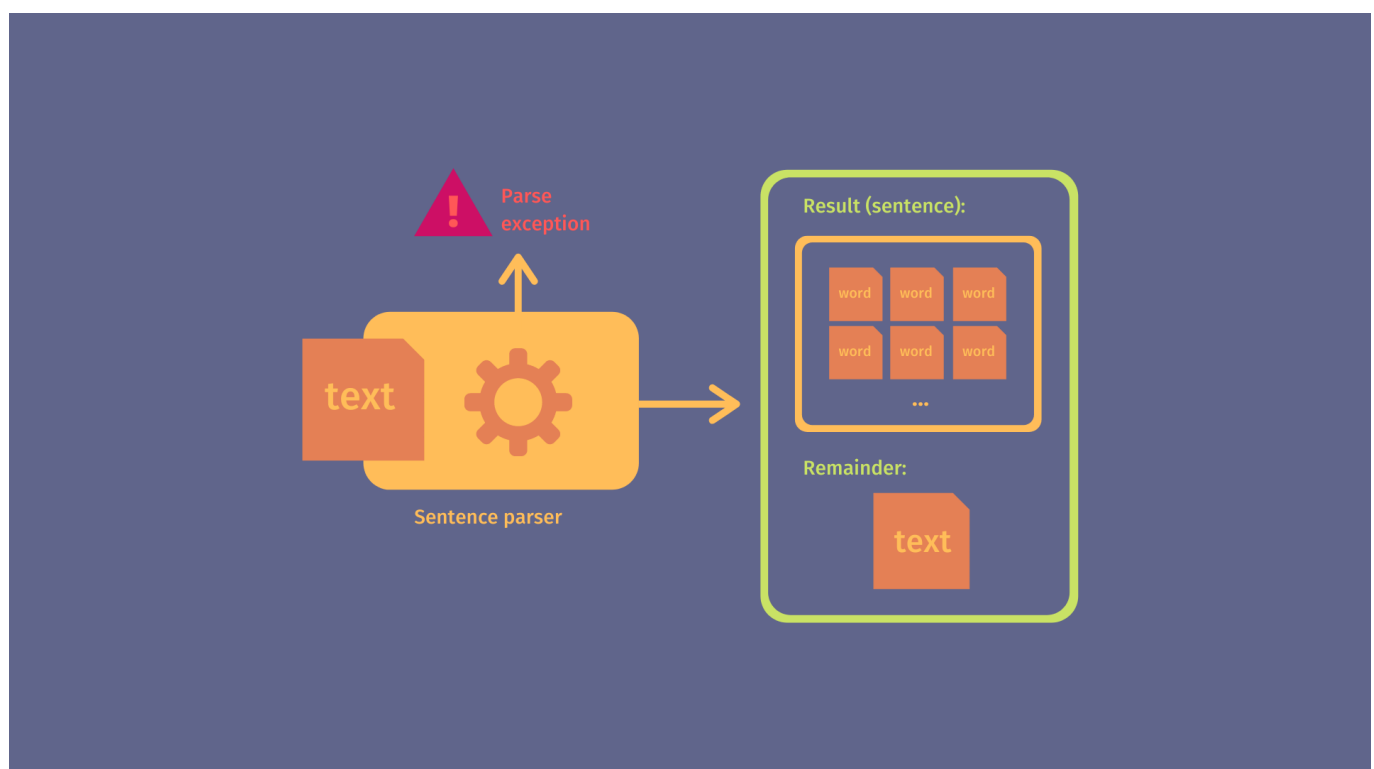 !
Parse
exception
text
Sentence parser
Result (sentence):
word word word
word word word
...
Remainder:
text